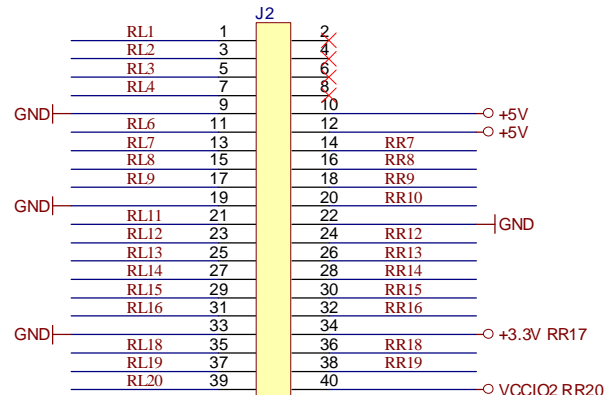 J2
RL1 1 2
RL2 3 4
RL3 5 6
RL4 7 8
GND 9 10 +5V
RL6 11 12 +5V
RL7 13 14 RR7
RL8 15 16 RR8
RL9 17 18 RR9
GND 19 20 RR10
RL11 21 22 GND
RL12 23 24 RR12
RL13 25 26 RR13
RL14 27 28 RR14
RL15 29 30 RR15
RL16 31 32 RR16
GND 33 34 +3.3V RR17
RL18 35 36 RR18
RL19 37 38 RR19
RL20 39 40 VCCIO2 RR20